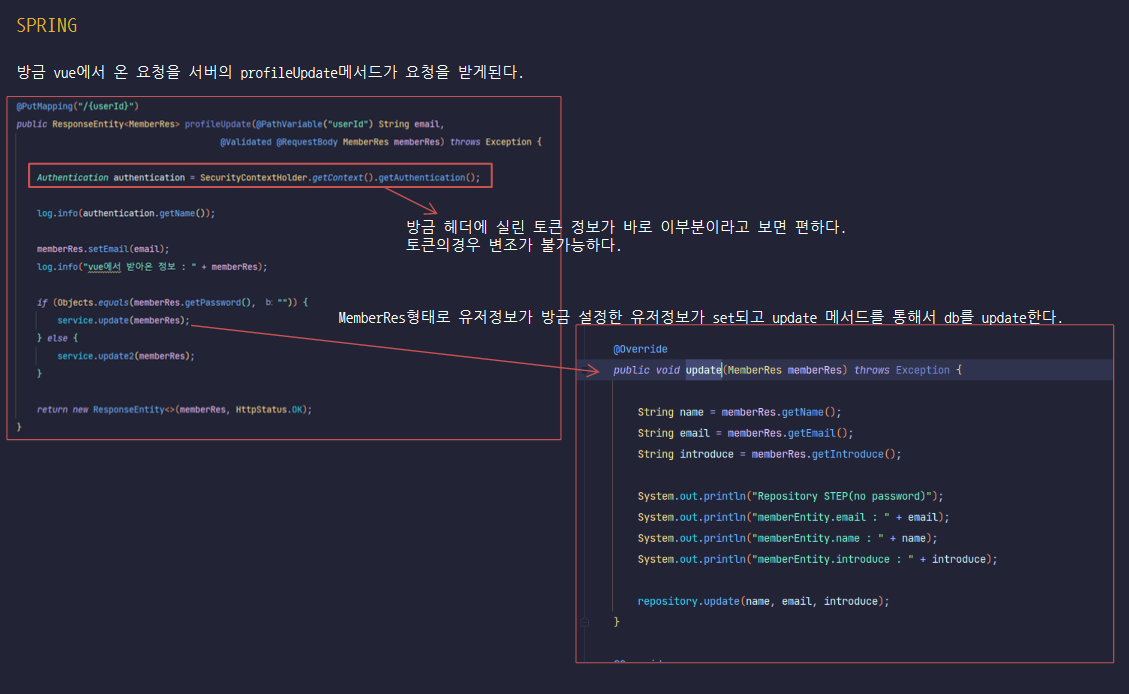 SPRING
방금 vue에서 온 요청을 서버의 profileUpdate메서드가 요청을 받게된다.
@PutMapping("/{userId}")
public ResponseEntity<MemberRes> profileUpdate(@PathVariable("userId") String email,
@Validated @RequestBody MemberRes memberRes) throws Exception {
Authentication authentication = SecurityContextHolder.getContext().getAuthentication();
log.info(authentication.getName());
방금 헤더에 실린 토큰 정보가 바로 이부분이라고 보면 편하다.
토큰의경우 변조가 불가능하다.
memberRes.setEmail(email);
log.info("vue에서 받아온 정보 : " + memberRes);
if (Objects.equals(memberRes.getPassword(), b: "")) {
service.update(memberRes);
} else {
service.update2(memberRes);
}
return new ResponseEntity<>(memberRes, HttpStatus.OK);
}
MemberRes형태로 유저정보가 방금 설정한 유저정보가 set되고 update 메서드를 통해서 db를 update한다.
@Override
public void update(MemberRes memberRes) throws Exception {
String name = memberRes.getName();
String email = memberRes.getEmail();
String introduce = memberRes.getIntroduce();
System.out.println("Repository STEP(no password)");
System.out.println("memberEntity.email : " + email);
System.out.println("memberEntity.name : " + name);
System.out.println("memberEntity.introduce : " + introduce);
repository.update(name, email, introduce);
}